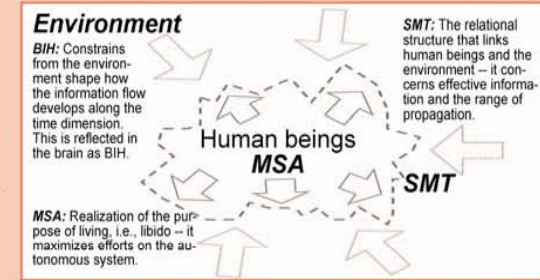 Environment
BIH: Constrains
from the environ-
ment shape how
the information flow
develops along the
time dimension.
This is reflected in
the brain as BIH.
SMT: The relational
structure that links
human beings and the
environment – it con-
cerns effective informa-
tion and the range of
propagation.
Human beings
MSA
SMT
MSA: Realization of the pur-
pose of living, i.e., libido – it
maximizes efforts on the au-
tonomous system.